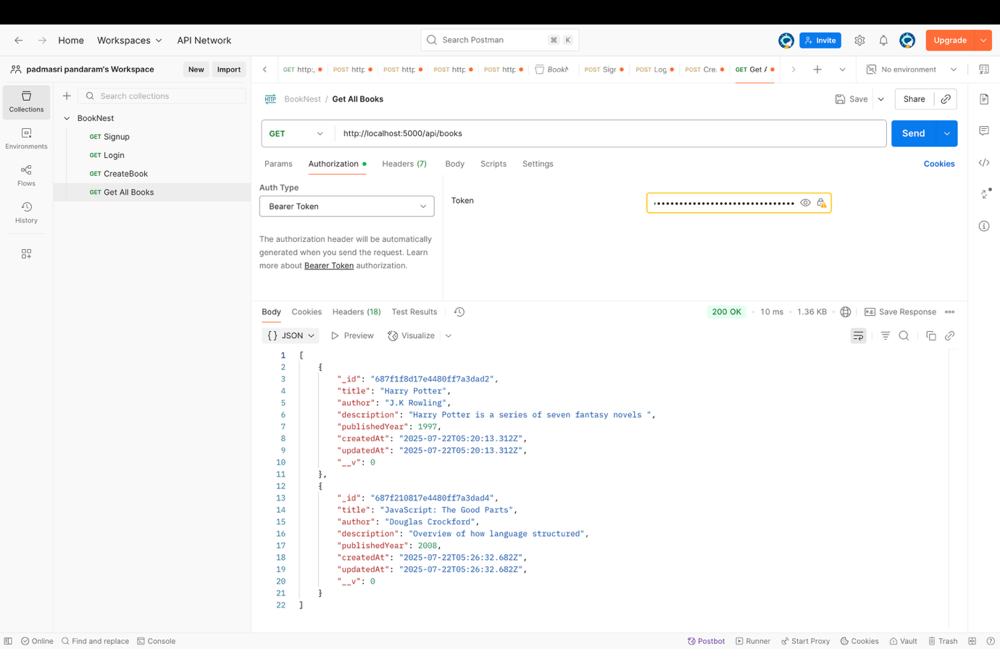 Home Workspaces API Network Search Postman ⌘ K Invite Upgrade
padmasri pandaram's Workspace New Import
GET http:, POST http POST http POST http POST http BookN POST Sign POST Log POST Cre. GET Get A No environment
Collections
Environments
Flows
History
Search collections
BookNest
GET Signup
GET Login
GET CreateBook
GET Get All Books
HTTP BookNest / Get All Books Save Share
GET http://localhost:5000/api/books Send
Params Authorization Headers (7) Body Scripts Settings Cookies
Auth Type
Bearer Token
The authorization header will be automatically
generated when you send the request. Learn
more about Bearer Token authorization.
Token
Body Cookies Headers (18) Test Results 200 OK • 10 ms • 1.36 KB Save Response
{} JSON Preview Visualize
1 [
2 {
3 "_id": "687f1f8d17e4480ff7a3dad2",
4 "title": "Harry Potter",
5 "author": "J.K Rowling",
6 "description": "Harry Potter is a series of seven fantasy novels ",
7 "publishedYear": 1997,
8 "createdAt": "2025-07-22T05:20:13.312Z",
9 "updatedAt": "2025-07-22T05:20:13.312Z",
10 "__v": 0
11 },
12 {
13 "_id": "687f210817e4480ff7a3dad4",
14 "title": "JavaScript: The Good Parts",
15 "author": "Douglas Crockford",
16 "description": "Overview of how language structured",
17 "publishedYear": 2008,
18 "createdAt": "2025-07-22T05:26:32.682Z",
19 "updatedAt": "2025-07-22T05:26:32.682Z",
20 "__v": 0
21 }
22 ]
Online Find and replace Console Postbot Runner Start Proxy Cookies Vault Trash